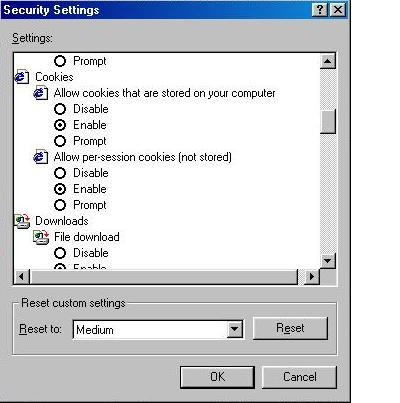 Security Settings
Settings:
Prompt
Cookies
Allow cookies that are stored on your computer
Disable
Enable
Prompt
Allow per-session cookies (not stored)
Disable
Enable
Prompt
Downloads
File download
Disable
Enable
Reset custom settings
Reset to:
Medium
Reset
OK
Cancel